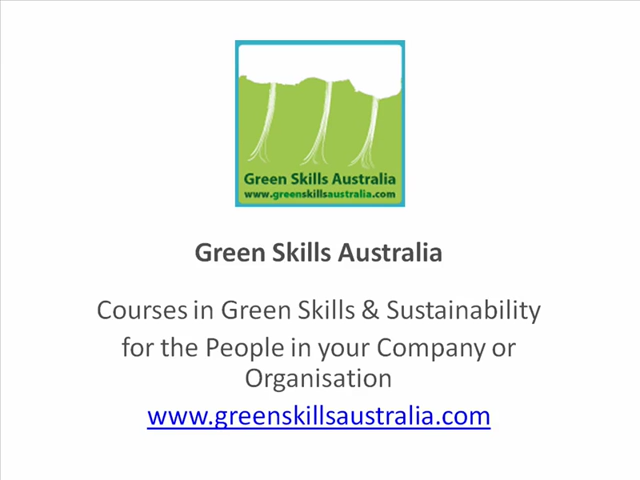 Green Skills Australia
www.greenskillsaustralia.com
Green Skills Australia
Courses in Green Skills & Sustainability
for the People in your Company or
Organisation
www.greenskillsaustralia.com